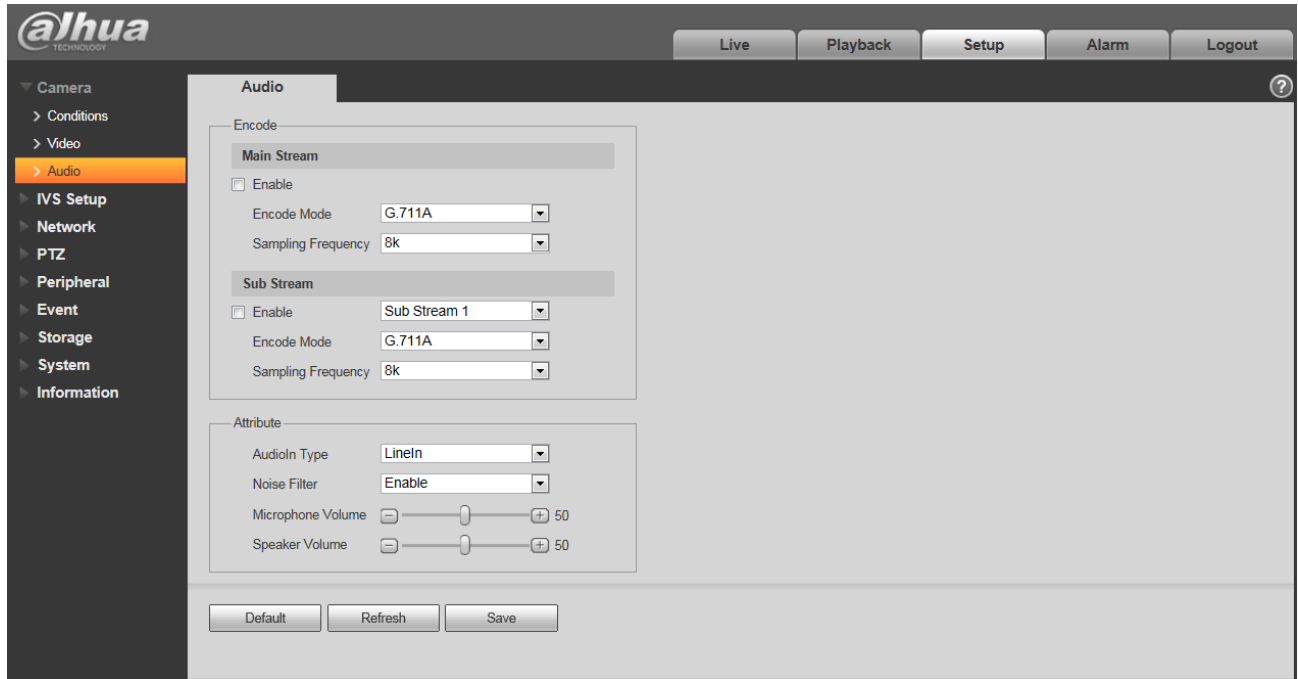 alhua
TECHNOLOGY
Live Playback Setup Alarm Logout
Camera
Conditions
Video
Audio
IVS Setup
Network
PTZ
Peripheral
Event
Storage
System
Information
Audio
?
Encode
Main Stream
Enable
Encode Mode G.711A
Sampling Frequency 8k
Sub Stream
Enable Sub Stream 1
Encode Mode G.711A
Sampling Frequency 8k
Attribute
AudioIn Type LineIn
Noise Filter Enable
Microphone Volume 50
Speaker Volume 50
Default Refresh Save